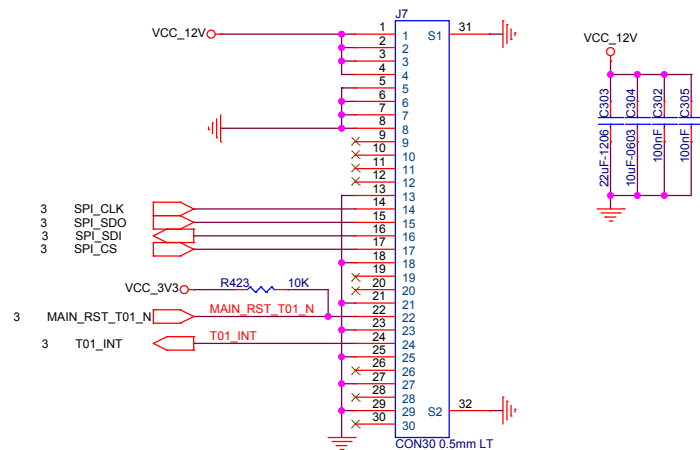 J7
VCC_12V
1 1 S1 31
2 2
3 3
4 4
5 5
6 6
7 7
8 8
9 9
10 10
11 11
12 12
13 13
3 SPI_CLK 14 14
3 SPI_SDO 15 15
3 SPI_SDI 16 16
3 SPI_CS 17 17
18 18
19 19
VCC_3V3 R423 10K 20 20
21 21
3 MAIN_RST_T01_N MAIN_RST_T01_N 22 22
23 23
3 T01_INT T01_INT 24 24
25 25
26 26
27 27
28 28
29 29 S2 32
30 30
CON30 0.5mm LT
VCC_12V
22uF-1206 C303
10uF-0603 C304
100nF C302
100nF C305